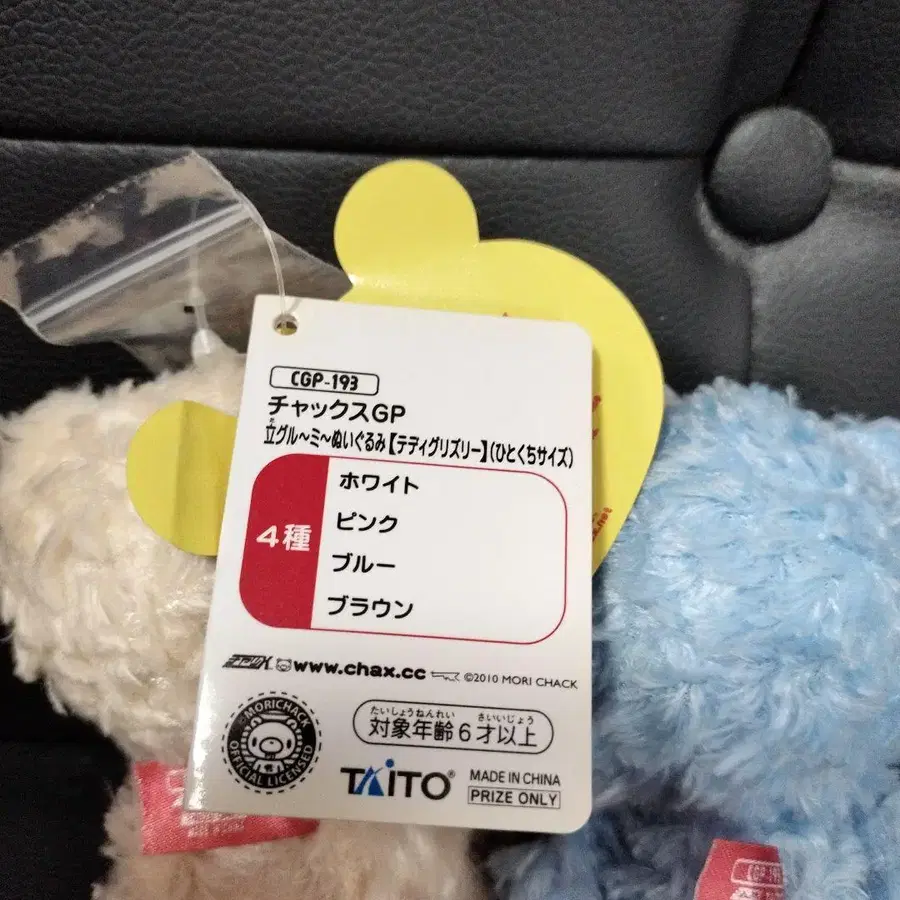 CGP-193
チャックスGP
立グル〜ミ〜ぬいぐるみ【テディグリズリー】(ひとくちサイズ)
4種
ホワイト
ピンク
ブルー
ブラウン
www.chax.cc
©2010 MORI CHACK
MORICHACK
OFFICIAL LICENSED
たいしょうねんれい さいいじょう
対象年齢6才以上
TAITO®
MADE IN CHINA
PRIZE ONLY
CGP-193